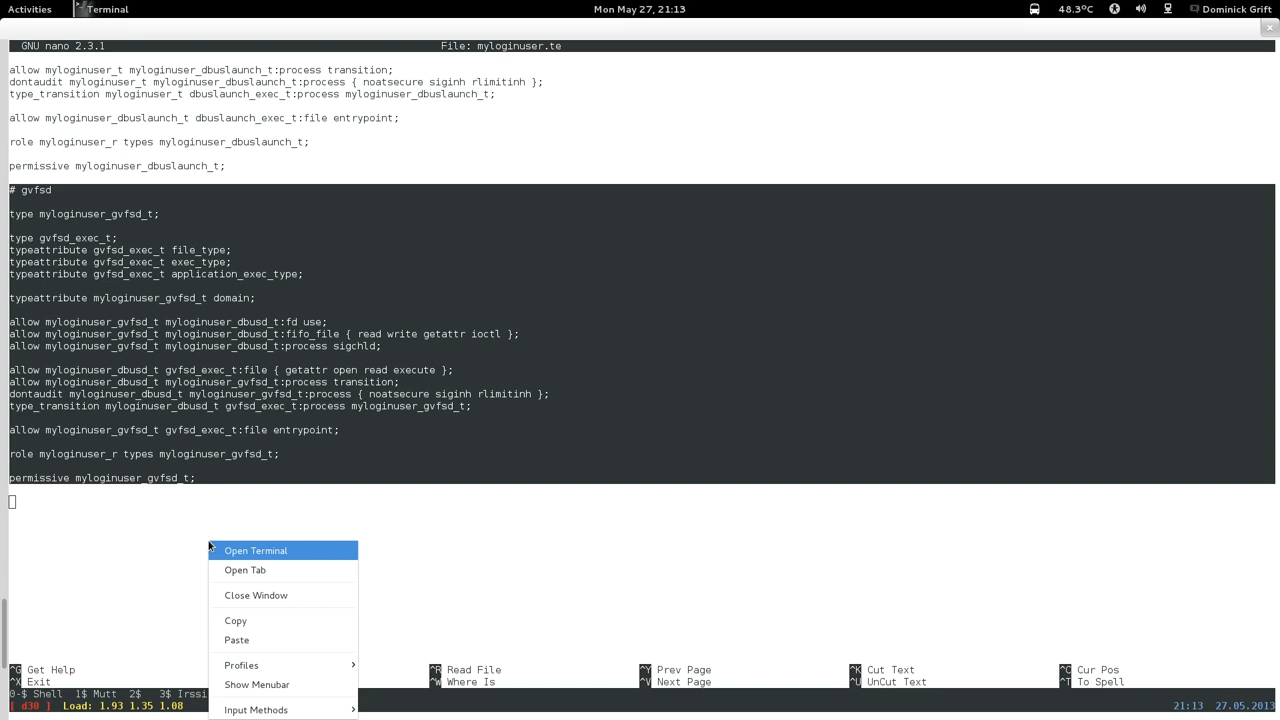 Activities
Terminal
Mon May 27, 21:13
48.3°C
Dominick Grift
GNU nano 2.3.1 File: myloginuser.te
allow myloginuser_t myloginuser_dbuslaunch_t:process transition;
dontaudit myloginuser_t myloginuser_dbuslaunch_t:process { noatsecure siginh rlimitinh };
type_transition myloginuser_t dbuslaunch_exec_t:process myloginuser_dbuslaunch_t;
allow myloginuser_dbuslaunch_t dbuslaunch_exec_t:file entrypoint;
role myloginuser_r types myloginuser_dbuslaunch_t;
permissive myloginuser_dbuslaunch_t;
# gvfsd
type myloginuser_gvfsd_t;
type gvfsd_exec_t;
typeattribute gvfsd_exec_t file_type;
typeattribute gvfsd_exec_t exec_type;
typeattribute gvfsd_exec_t application_exec_type;
typeattribute myloginuser_gvfsd_t domain;
allow myloginuser_gvfsd_t myloginuser_dbusd_t:fd use;
allow myloginuser_gvfsd_t myloginuser_dbusd_t:fifo_file { read write getattr ioctl };
allow myloginuser_gvfsd_t myloginuser_dbusd_t:process sigchld;
allow myloginuser_dbusd_t gvfsd_exec_t:file { getattr open read execute };
allow myloginuser_dbusd_t myloginuser_gvfsd_t:process transition;
dontaudit myloginuser_dbusd_t myloginuser_gvfsd_t:process { noatsecure siginh rlimitinh };
type_transition myloginuser_dbusd_t gvfsd_exec_t:process myloginuser_gvfsd_t;
allow myloginuser_gvfsd_t gvfsd_exec_t:file entrypoint;
role myloginuser_r types myloginuser_gvfsd_t;
permissive myloginuser_gvfsd_t;
Open Terminal
Open Tab
Close Window
Copy
Paste
Profiles
Show Menubar
Input Methods
^G Get Help ^R Read File ^Y Prev Page ^K Cut Text ^C Cur Pos
^X Exit ^W Where Is ^V Next Page ^U UnCut Text ^T To Spell
0-$ Shell 1$ Mutt 2$ 3$ Irssi
[ d30 ] Load: 1.93 1.35 1.08 21:13 27.05.2013